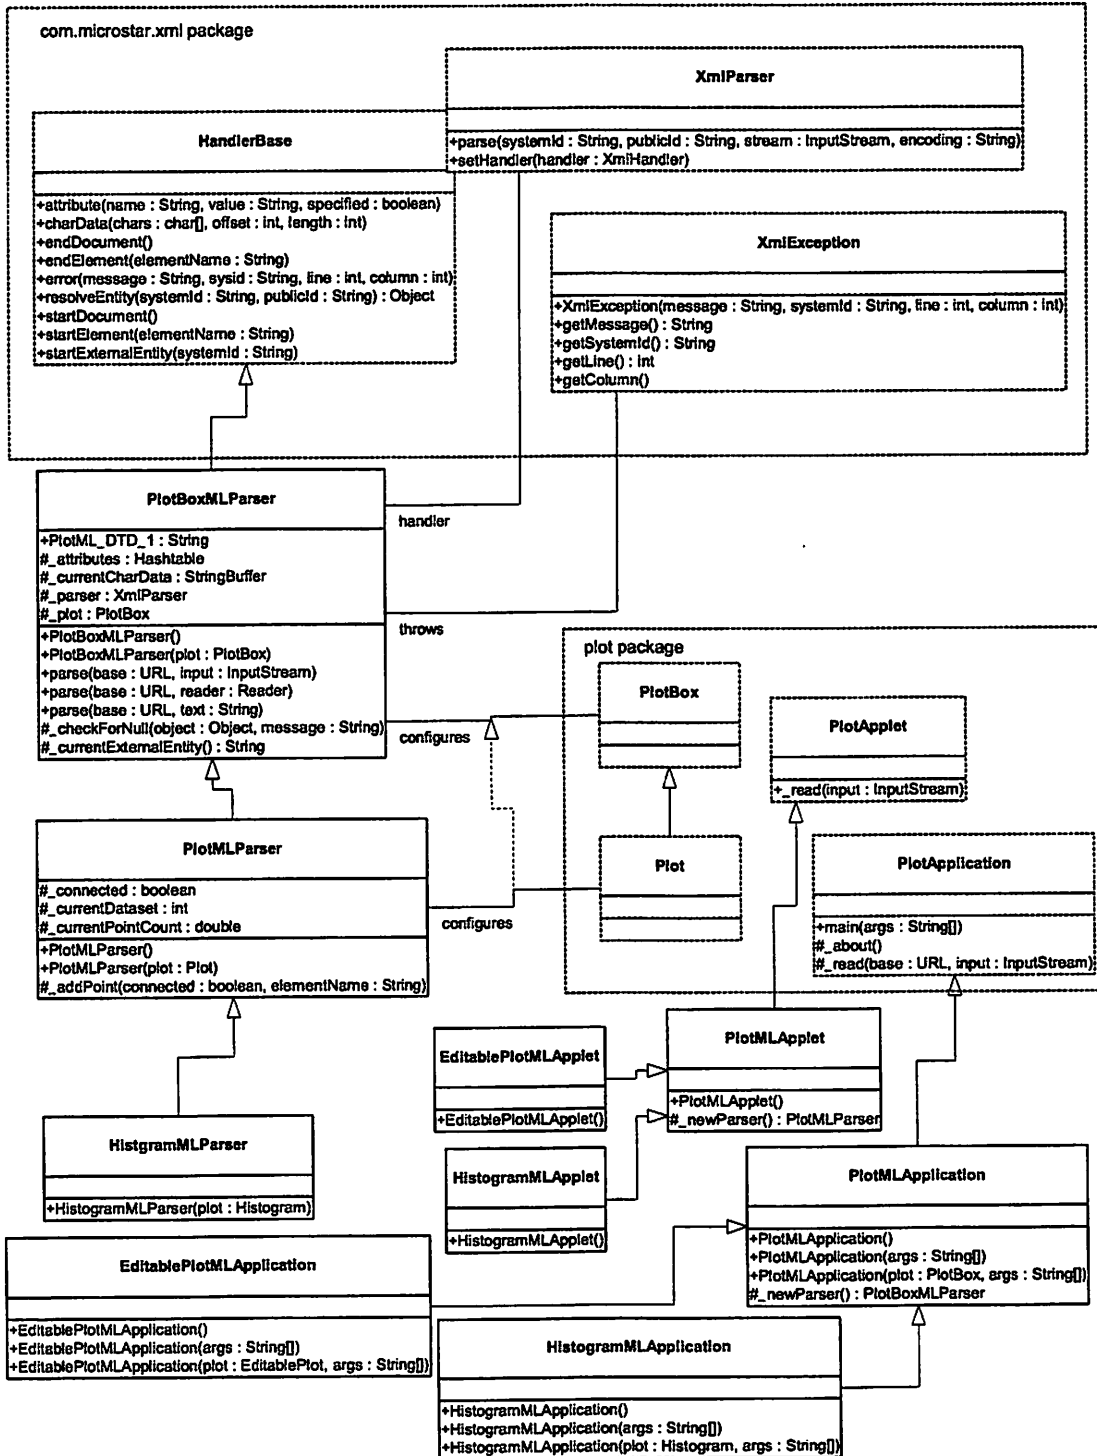 com.microstar.xml package
XmlParser
+parse(systemId : String, publicId : String, stream : InputStream, encoding : String)
+setHandler(handler : XmlHandler)
HandlerBase
+attribute(name : String, value : String, specified : boolean)
+charData(chars : char[], offset : int, length : int)
+endDocument()
+endElement(elementName : String)
+error(message : String, sysid : String, line : int, column : int)
+resolveEntity(systemId : String, publicId : String) : Object
+startDocument()
+startElement(elementName : String)
+startExternalEntity(systemId : String)
XmlException
+XmlException(message : String, systemId : String, line : int, column : int)
+getMessage() : String
+getSystemId() : String
+getLine() : int
+getColumn()
PlotBoxMLParser
+PlotML_DTD_1 : String
#_attributes : Hashtable
#_currentCharData : StringBuffer
#_parser : XmlParser
#_plot : PlotBox
+PlotBoxMLParser()
+PlotBoxMLParser(plot : PlotBox)
+parse(base : URL, input : InputStream)
+parse(base : URL, reader : Reader)
+parse(base : URL, text : String)
#_checkForNull(object : Object, message : String)
#_currentExternalEntity() : String
handler
throws
configures
plot package
PlotBox
PlotApplet
+_read(input : InputStream)
Plot
PlotApplication
+main(args : String[])
#_about()
#_read(base : URL, input : InputStream)
PlotMLParser
#_connected : boolean
#_currentDataset : int
#_currentPointCount : double
+PlotMLParser()
+PlotMLParser(plot : Plot)
#_addPoint(connected : boolean, elementName : String)
configures
EditablePlotMLApplet
+EditablePlotMLApplet()
PlotMLApplet
+PlotMLApplet()
#_newParser() : PlotMLParser
HistgramMLParser
+HistogramMLParser(plot : Histogram)
HistogramMLApplet
+HistogramMLApplet()
PlotMLApplication
+PlotMLApplication()
+PlotMLApplication(args : String[])
+PlotMLApplication(plot : PlotBox, args : String[])
#_newParser() : PlotBoxMLParser
EditablePlotMLApplication
+EditablePlotMLApplication()
+EditablePlotMLApplication(args : String[])
+EditablePlotMLApplication(plot : EditablePlot, args : String[])
HistogramMLApplication
+HistogramMLApplication()
+HistogramMLApplication(args : String[])
+HistogramMLApplication(plot : Histogram, args : String[])